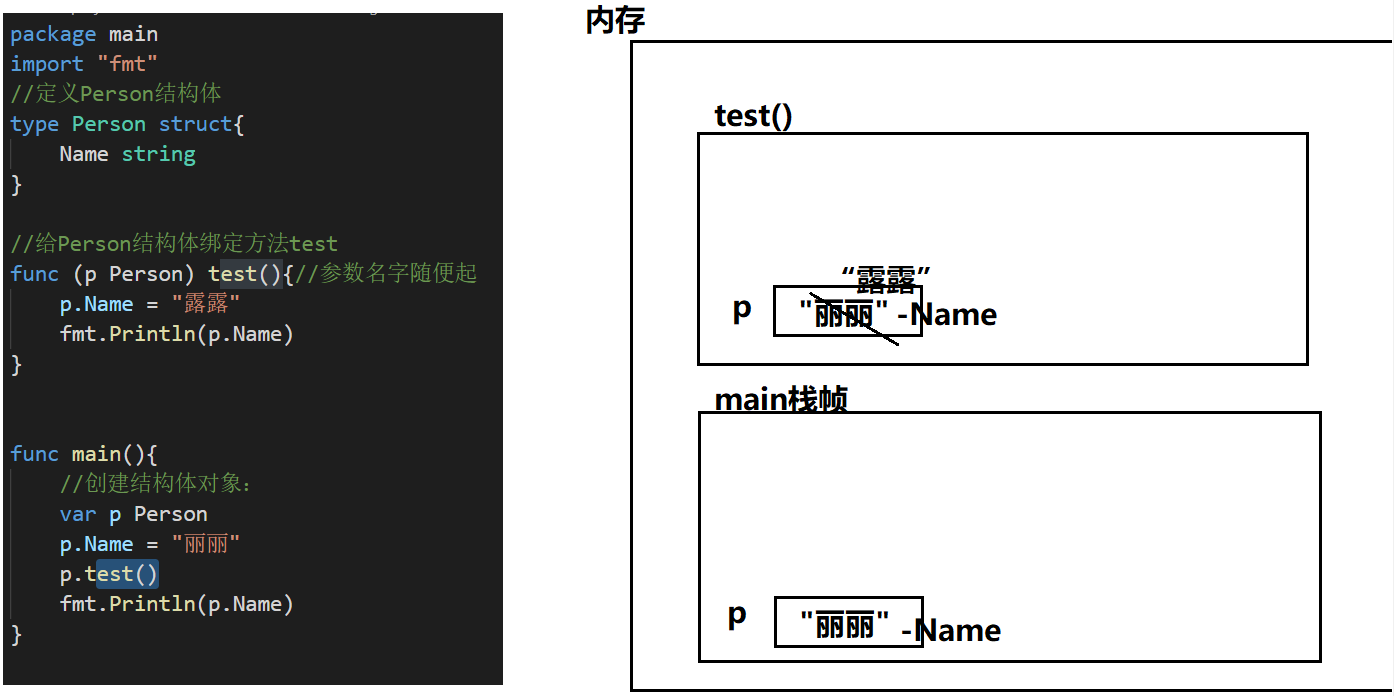 package main
import "fmt"
//定义Person结构体
type Person struct{
    Name string
}
//给Person结构体绑定方法test
func (p Person) test(){//参数名字随便起
    p.Name = "露露"
    fmt.Println(p.Name)
}
func main(){
    //创建结构体对象：
    var p Person
    p.Name = "丽丽"
    p.test()
    fmt.Println(p.Name)
}
内存
test()
“露露”
p "丽丽" -Name
main栈帧
p "丽丽" -Name